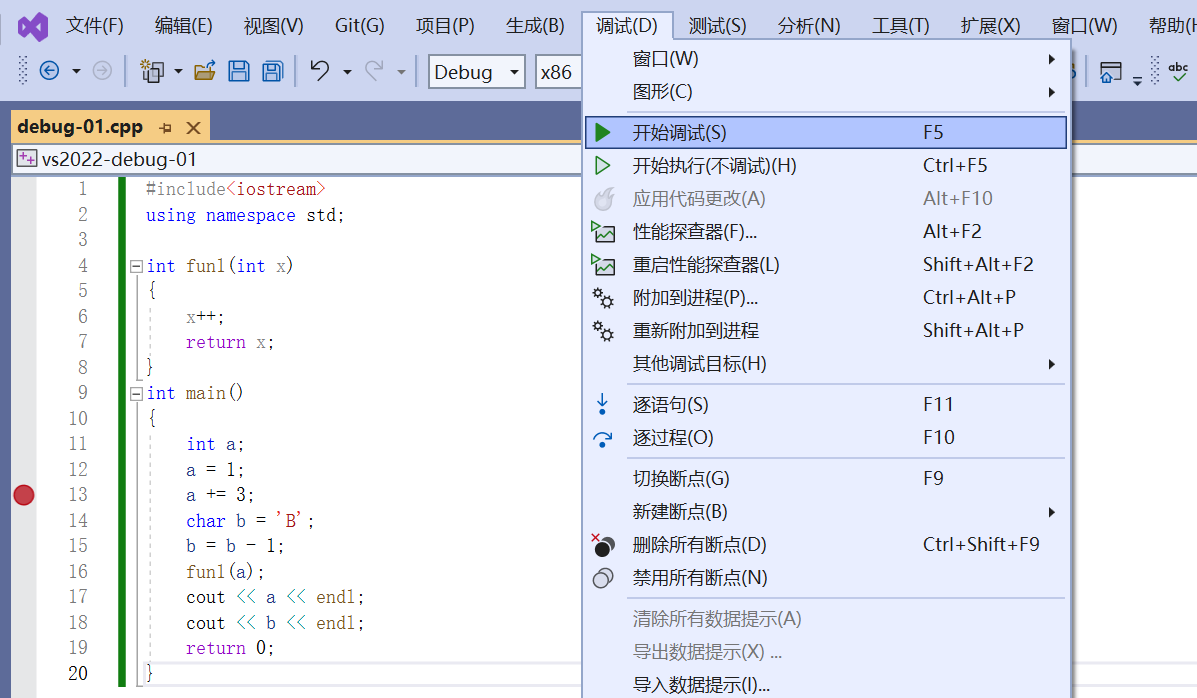 文件(F) 编辑(E) 视图(V) Git(G) 项目(P) 生成(B) 调试(D) 测试(S) 分析(N) 工具(T) 扩展(X) 窗口(W) 帮助(H
Debug x86
abc
debug-01.cpp
vs2022-debug-01
1 #include<iostream>
2 using namespace std;
3
4 int fun1(int x)
5 {
6 x++;
7 return x;
8 }
9 int main()
10 {
11 int a;
12 a = 1;
13 a += 3;
14 char b = 'B';
15 b = b - 1;
16 fun1(a);
17 cout << a << endl;
18 cout << b << endl;
19 return 0;
20 }
窗口(W)
图形(C)
开始调试(S) F5
开始执行(不调试)(H) Ctrl+F5
应用代码更改(A) Alt+F10
性能探查器(F)... Alt+F2
重启性能探查器(L) Shift+Alt+F2
附加到进程(P)... Ctrl+Alt+P
重新附加到进程 Shift+Alt+P
其他调试目标(H)
逐语句(S) F11
逐过程(O) F10
切换断点(G) F9
新建断点(B)
删除所有断点(D) Ctrl+Shift+F9
禁用所有断点(N)
清除所有数据提示(A)
导出数据提示(X) ...
导入数据提示(I)...